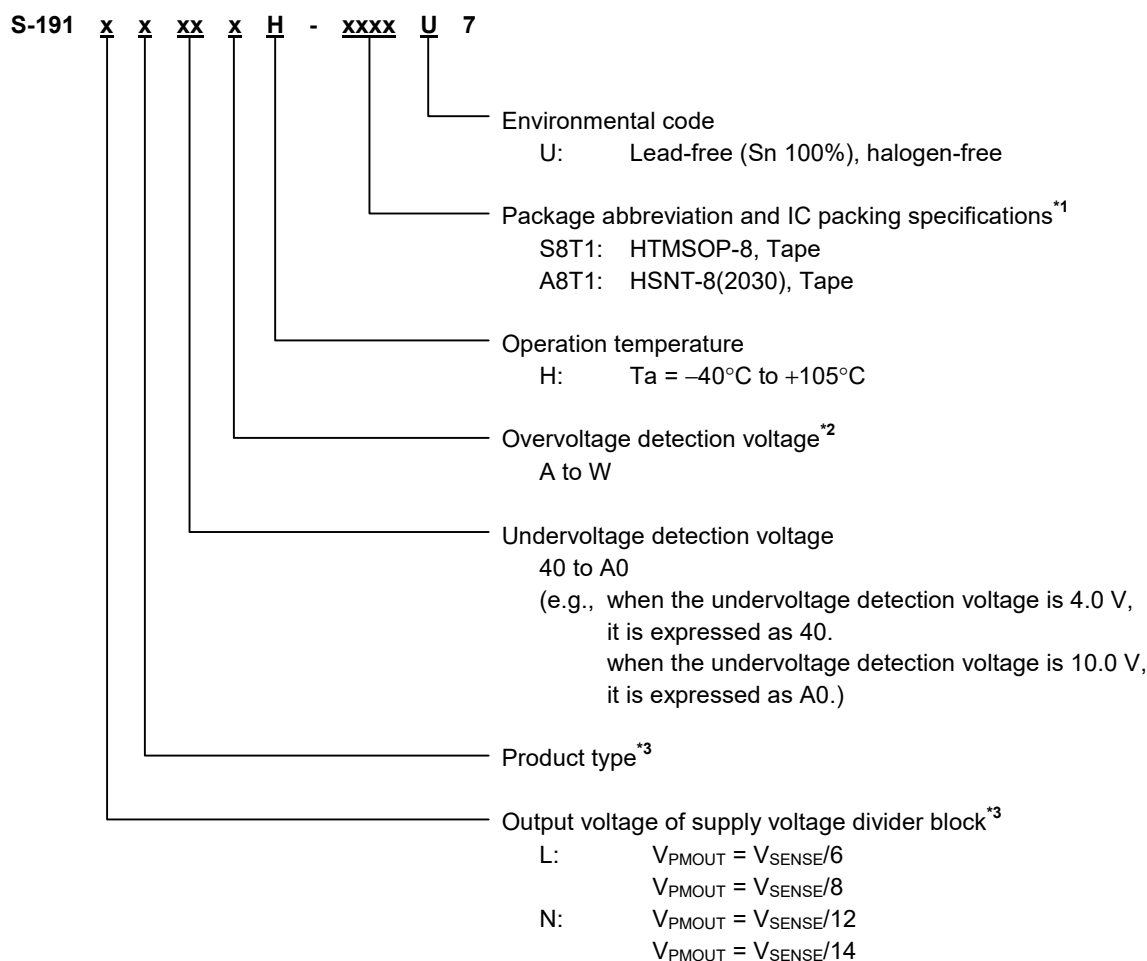 S-191 x x xx x H - xxxx U 7
Environmental code
U: Lead-free (Sn 100%), halogen-free
Package abbreviation and IC packing specifications*1
S8T1: HTMSOP-8, Tape
A8T1: HSNT-8(2030), Tape
Operation temperature
H: Ta = −40°C to +105°C
Overvoltage detection voltage*2
A to W
Undervoltage detection voltage
40 to A0
(e.g., when the undervoltage detection voltage is 4.0 V,
it is expressed as 40.
when the undervoltage detection voltage is 10.0 V,
it is expressed as A0.)
Product type*3
Output voltage of supply voltage divider block*3
L: VPMOUT = VSENSE/6
VPMOUT = VSENSE/8
N: VPMOUT = VSENSE/12
VPMOUT = VSENSE/14